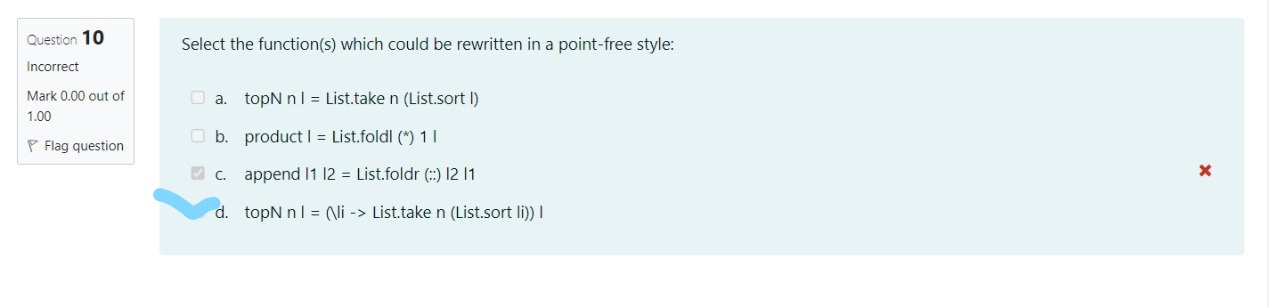 Question 10
Incorrect
Mark 0.00 out of
1.00
Flag question
Select the function(s) which could be rewritten in a point-free style:
a. topN n l = List.take n (List.sort l)
b. product l = List.foldl (*) 1 l
c. append l1 l2 = List.foldr (::) l2 l1
d. topN n l = (\li -> List.take n (List.sort li)) l